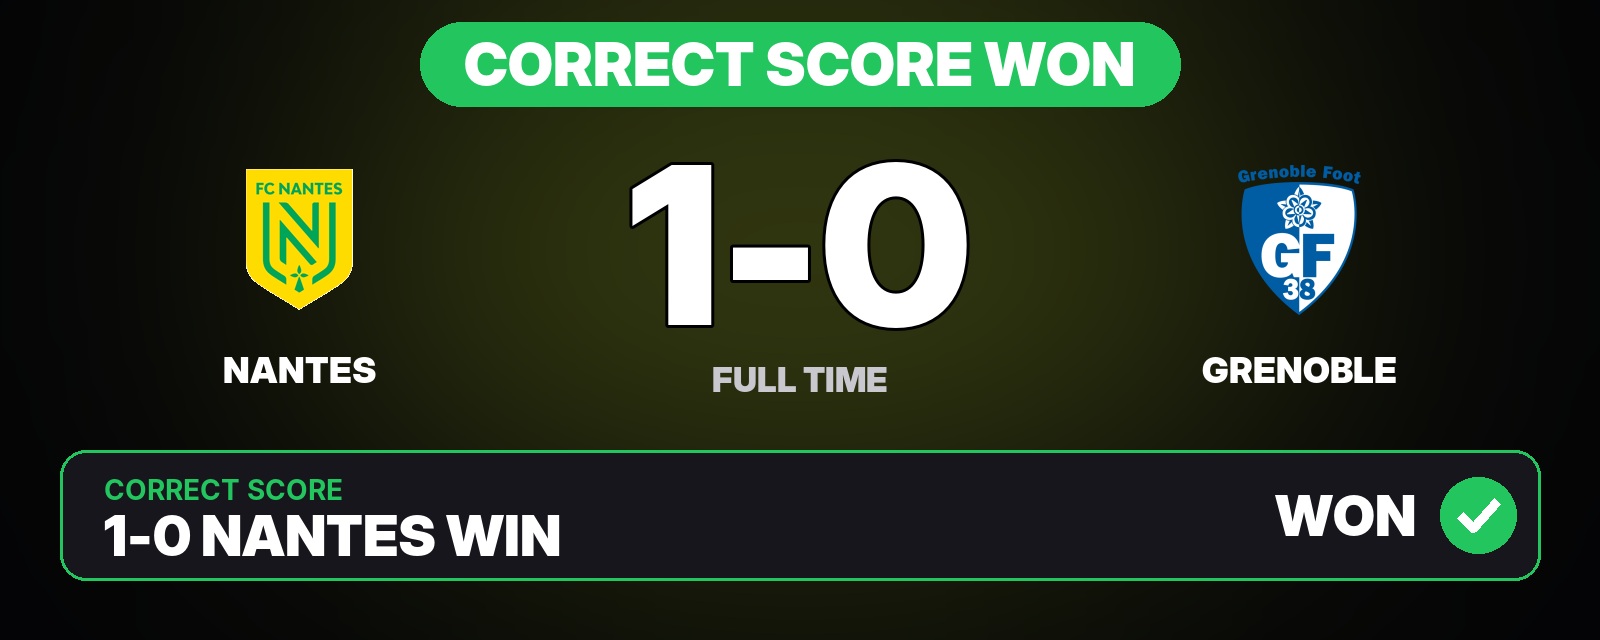 CORRECT SCORE WON
FC NANTES
N
1-0
Grenoble Foot
GF
38
NANTES
FULL TIME
GRENOBLE
CORRECT SCORE
1-0 NANTES WIN
WON